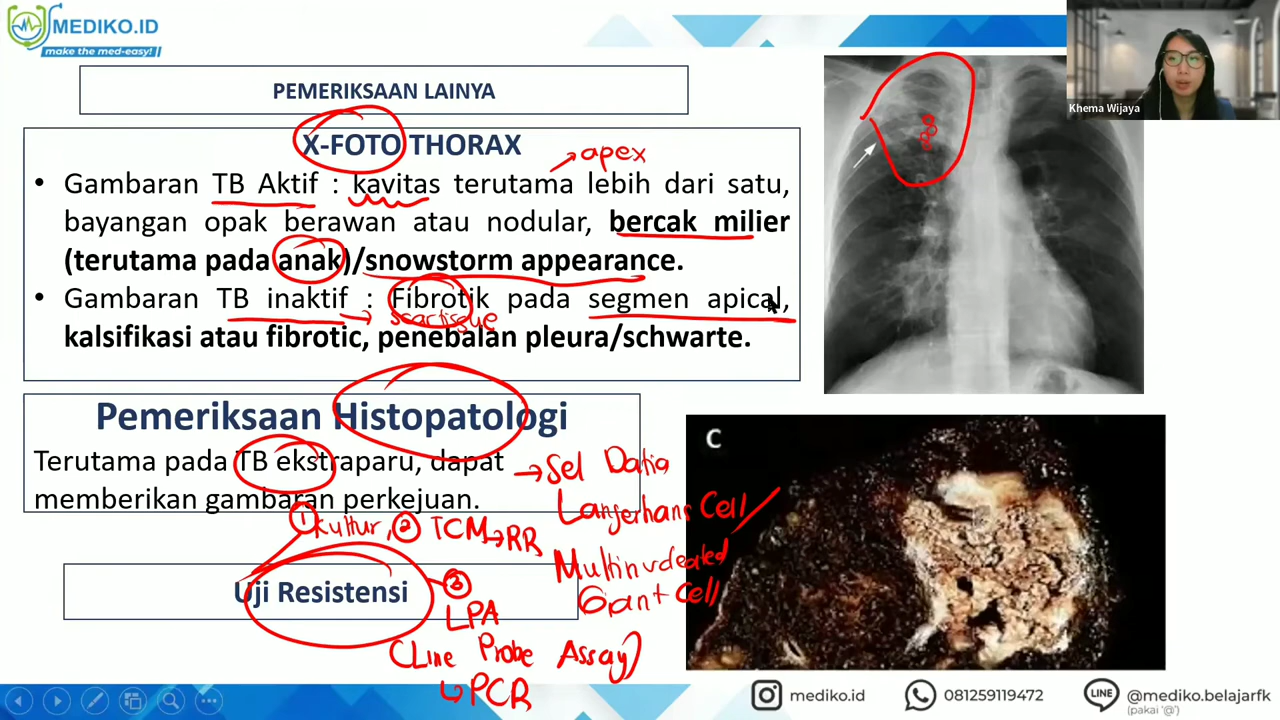 MEDIKO.ID
make the med-easy!
PEMERIKSAAN LAINYA
Khema Wijaya
X-FOTO THORAX
→ apex
• Gambaran TB Aktif : kavitas terutama lebih dari satu,
bayangan opak berawan atau nodular, bercak milier
(terutama pada anak)/snowstorm appearance.
• Gambaran TB inaktif : Fibrotik pada segmen apical,
→ scar tissue
kalsifikasi atau fibrotic, penebalan pleura/schwarte.
Pemeriksaan Histopatologi
Terutama pada TB ekstraparu, dapat
memberikan gambaran perkejuan.
→ Sel Datia
Langerhans Cell/
Multinucleated
Giant Cell
C
① Kultur, ② TCM → RR
Uji Resistensi
③
LPA
(Line Probe Assay)
↳ PCR
mediko.id
081259119472
LINE
@mediko.belajarfk
(pakai '@')